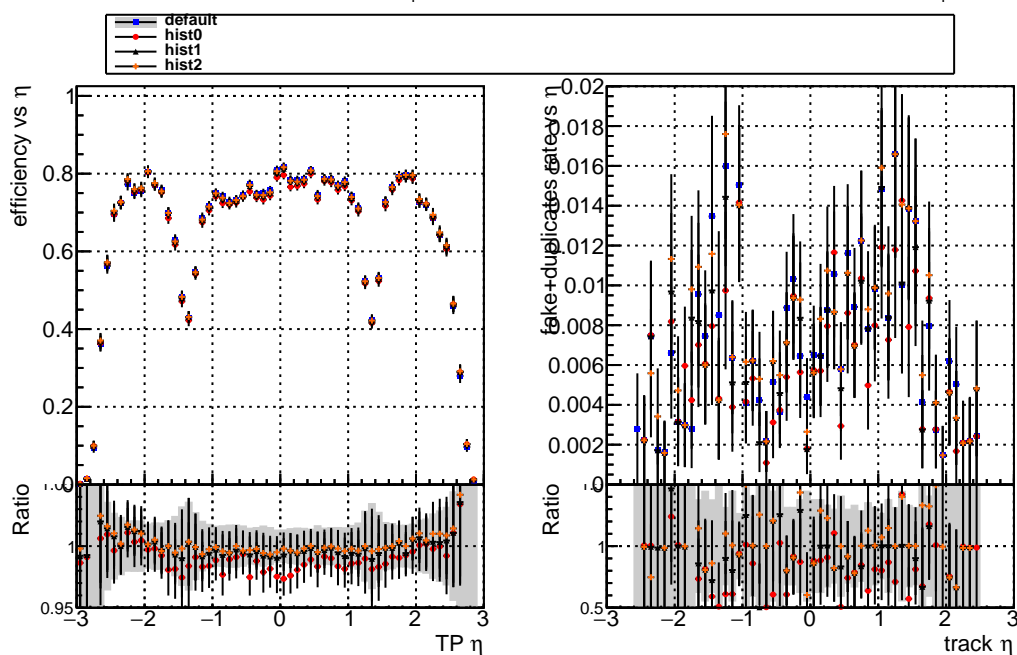 default
hist0
hist1
hist2
efficiency vs η
1
0.8
0.6
0.4
0.2
0
Ratio
1
0.95
−3 −2 −1 0 1 2 3
TP η
fake+duplicates rate vs η
0.02
0.018
0.016
0.014
0.012
0.01
0.008
0.006
0.004
0.002
0
Ratio
1
0.5
−3 −2 −1 0 1 2 3
track η